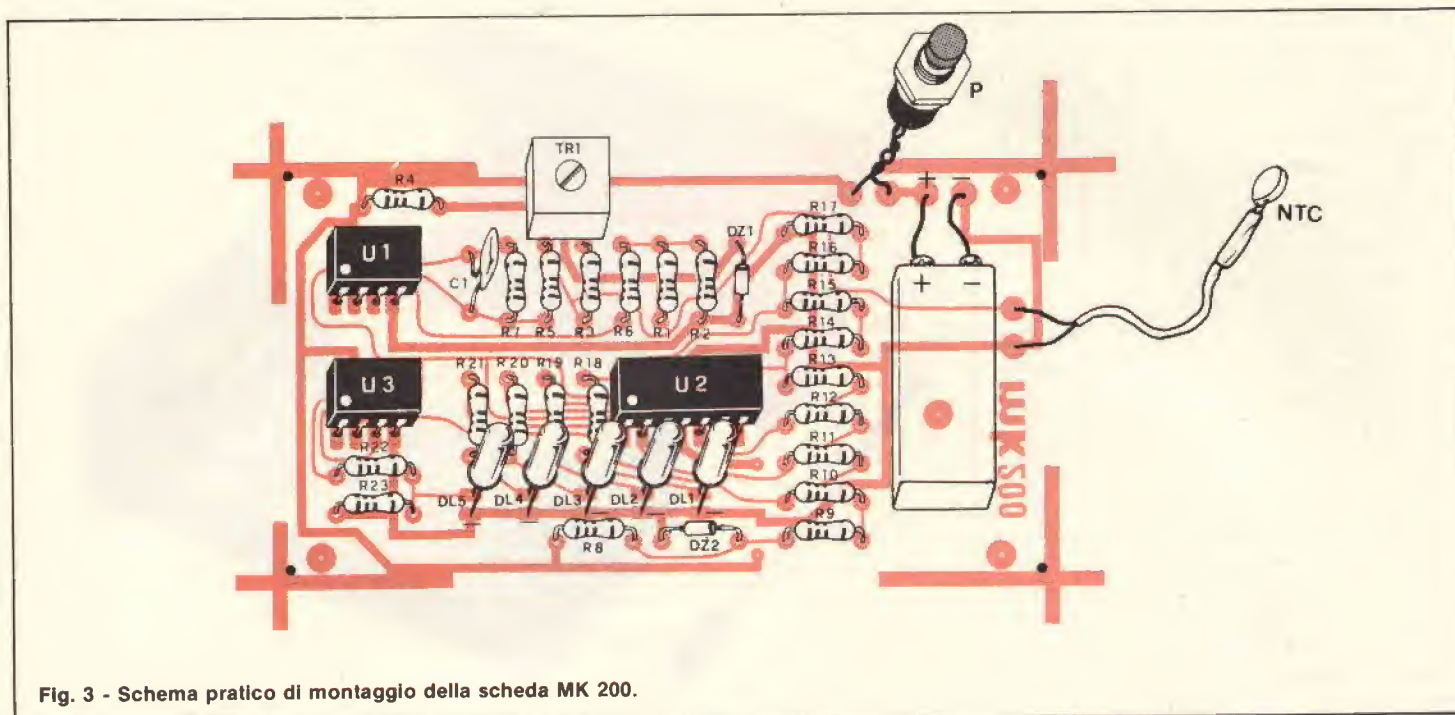 P
+ −
NTC
TR1
R4
R17
DZ1
R16
U1
C1
+ −
R15
R7 R5 R3 R6 R1 R2
R14
R21 R20 R19 R18
R13
U3
U2
R12
R11
R22
R10
R23
DL5 DL4 DL3 DL2 DL1
R9
R8
DZ2
MK200
Fig. 3 - Schema pratico di montaggio della scheda MK 200.